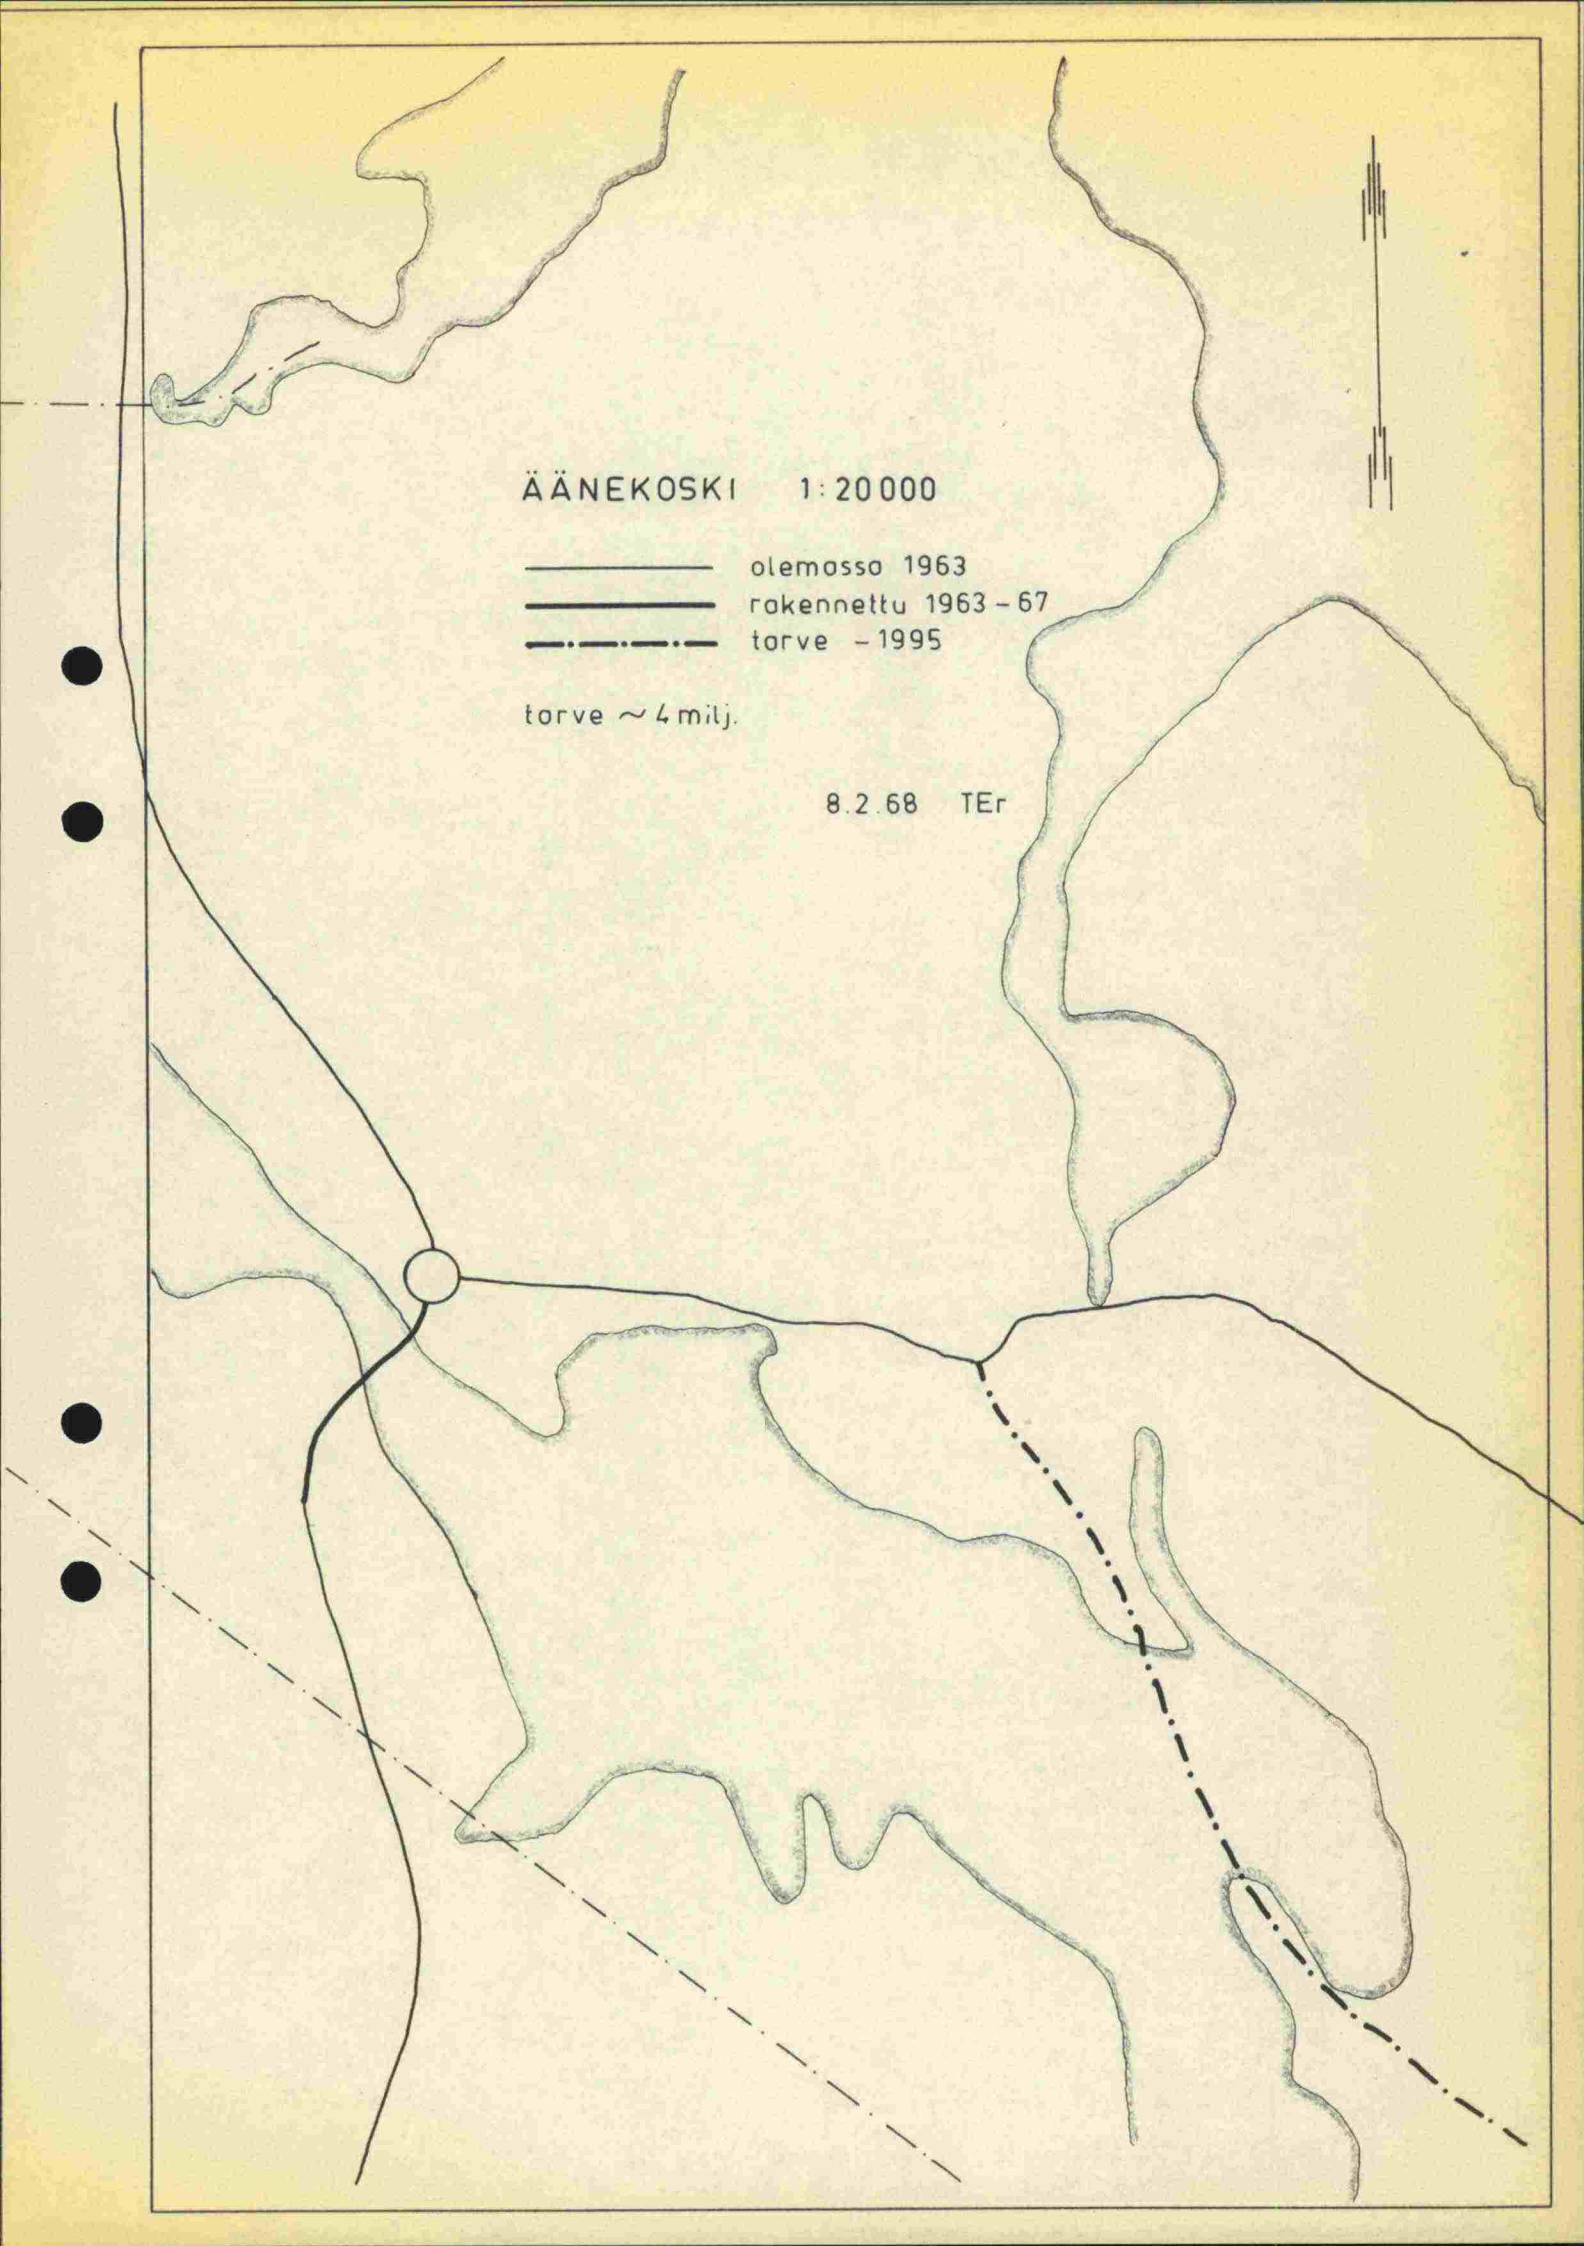 ÄÄNEKOSKI 1:20000
olemassa 1963
rakennettu 1963-67
tarve -1995
tarve ~ 4 milj.
8.2.68 TEr